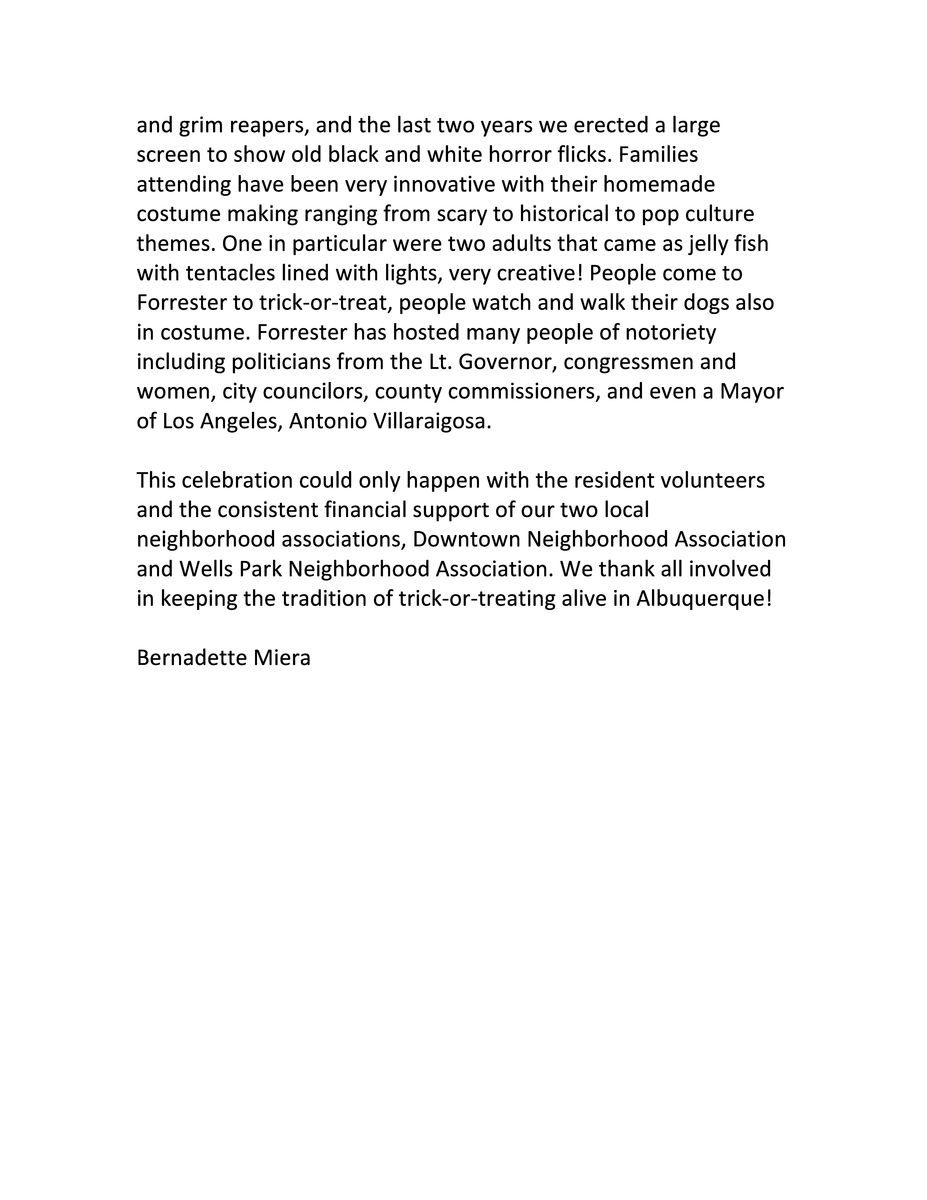 and grim reapers, and the last two years we erected a large
screen to show old black and white horror flicks. Families
attending have been very innovative with their homemade
costume making ranging from scary to historical to pop culture
themes. One in particular were two adults that came as jelly fish
with tentacles lined with lights, very creative! People come to
Forrester to trick-or-treat, people watch and walk their dogs also
in costume. Forrester has hosted many people of notoriety
including politicians from the Lt. Governor, congressmen and
women, city councilors, county commissioners, and even a Mayor
of Los Angeles, Antonio Villaraigosa.
This celebration could only happen with the resident volunteers
and the consistent financial support of our two local
neighborhood associations, Downtown Neighborhood Association
and Wells Park Neighborhood Association. We thank all involved
in keeping the tradition of trick-or-treating alive in Albuquerque!
Bernadette Miera